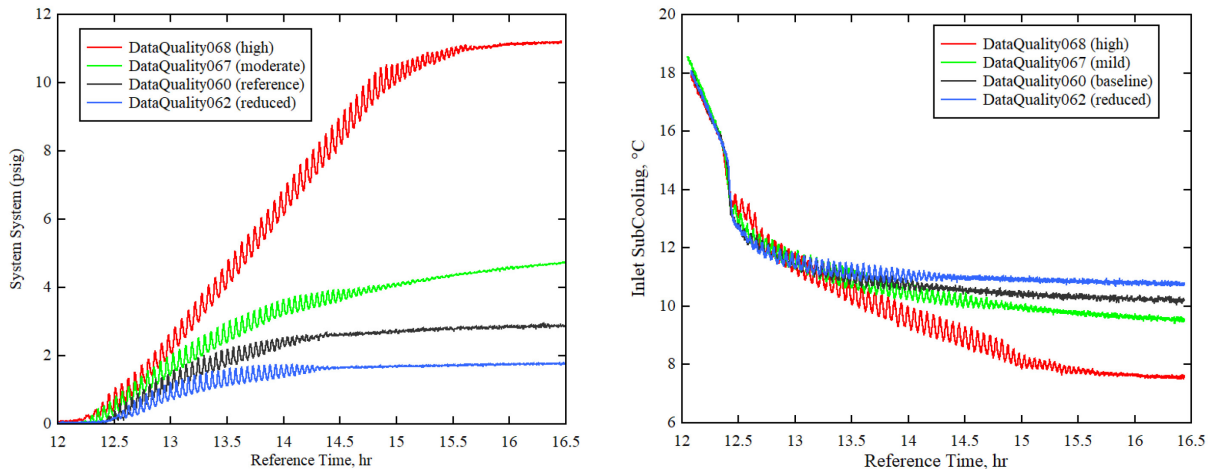 12
10
8
6
4
2
0
System System (psig)
DataQuality068 (high)
DataQuality067 (moderate)
DataQuality060 (reference)
DataQuality062 (reduced)
12 12.5 13 13.5 14 14.5 15 15.5 16 16.5
Reference Time, hr
20
18
16
14
12
10
8
6
Inlet SubCooling, °C
DataQuality068 (high)
DataQuality067 (mild)
DataQuality060 (baseline)
DataQuality062 (reduced)
12 12.5 13 13.5 14 14.5 15 15.5 16 16.5
Reference Time, hr